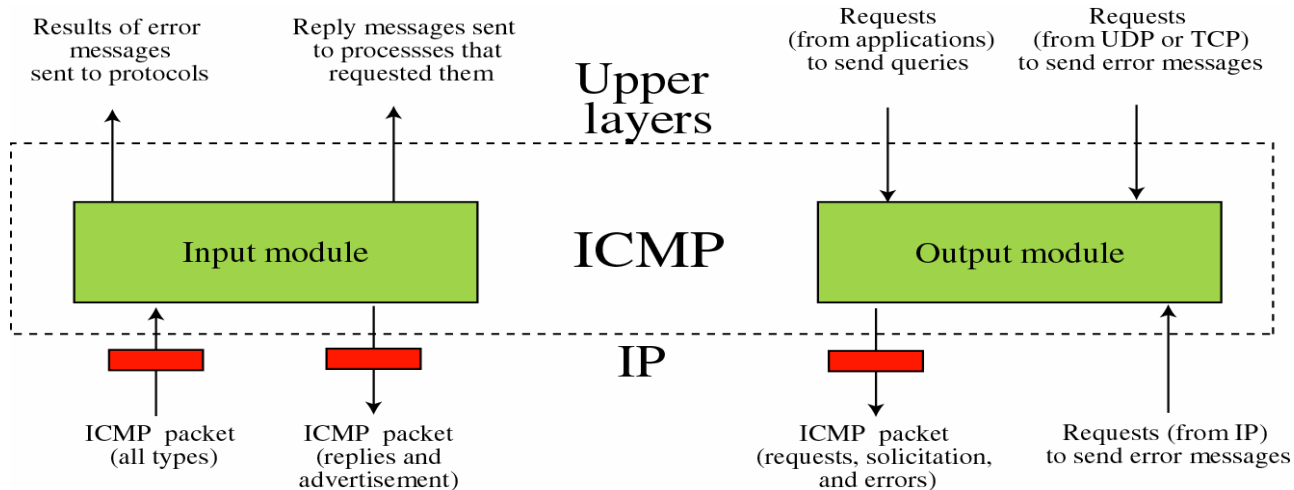 Results of error
messages
sent to protocols
Reply messages sent
to processses that
requested them
Requests
(from applications)
to send queries
Requests
(from UDP or TCP)
to send error messages
Upper
layers
Input module
ICMP
Output module
IP
ICMP packet
(all types)
ICMP packet
(replies and
advertisement)
ICMP packet
(requests, solicitation,
and errors)
Requests (from IP)
to send error messages